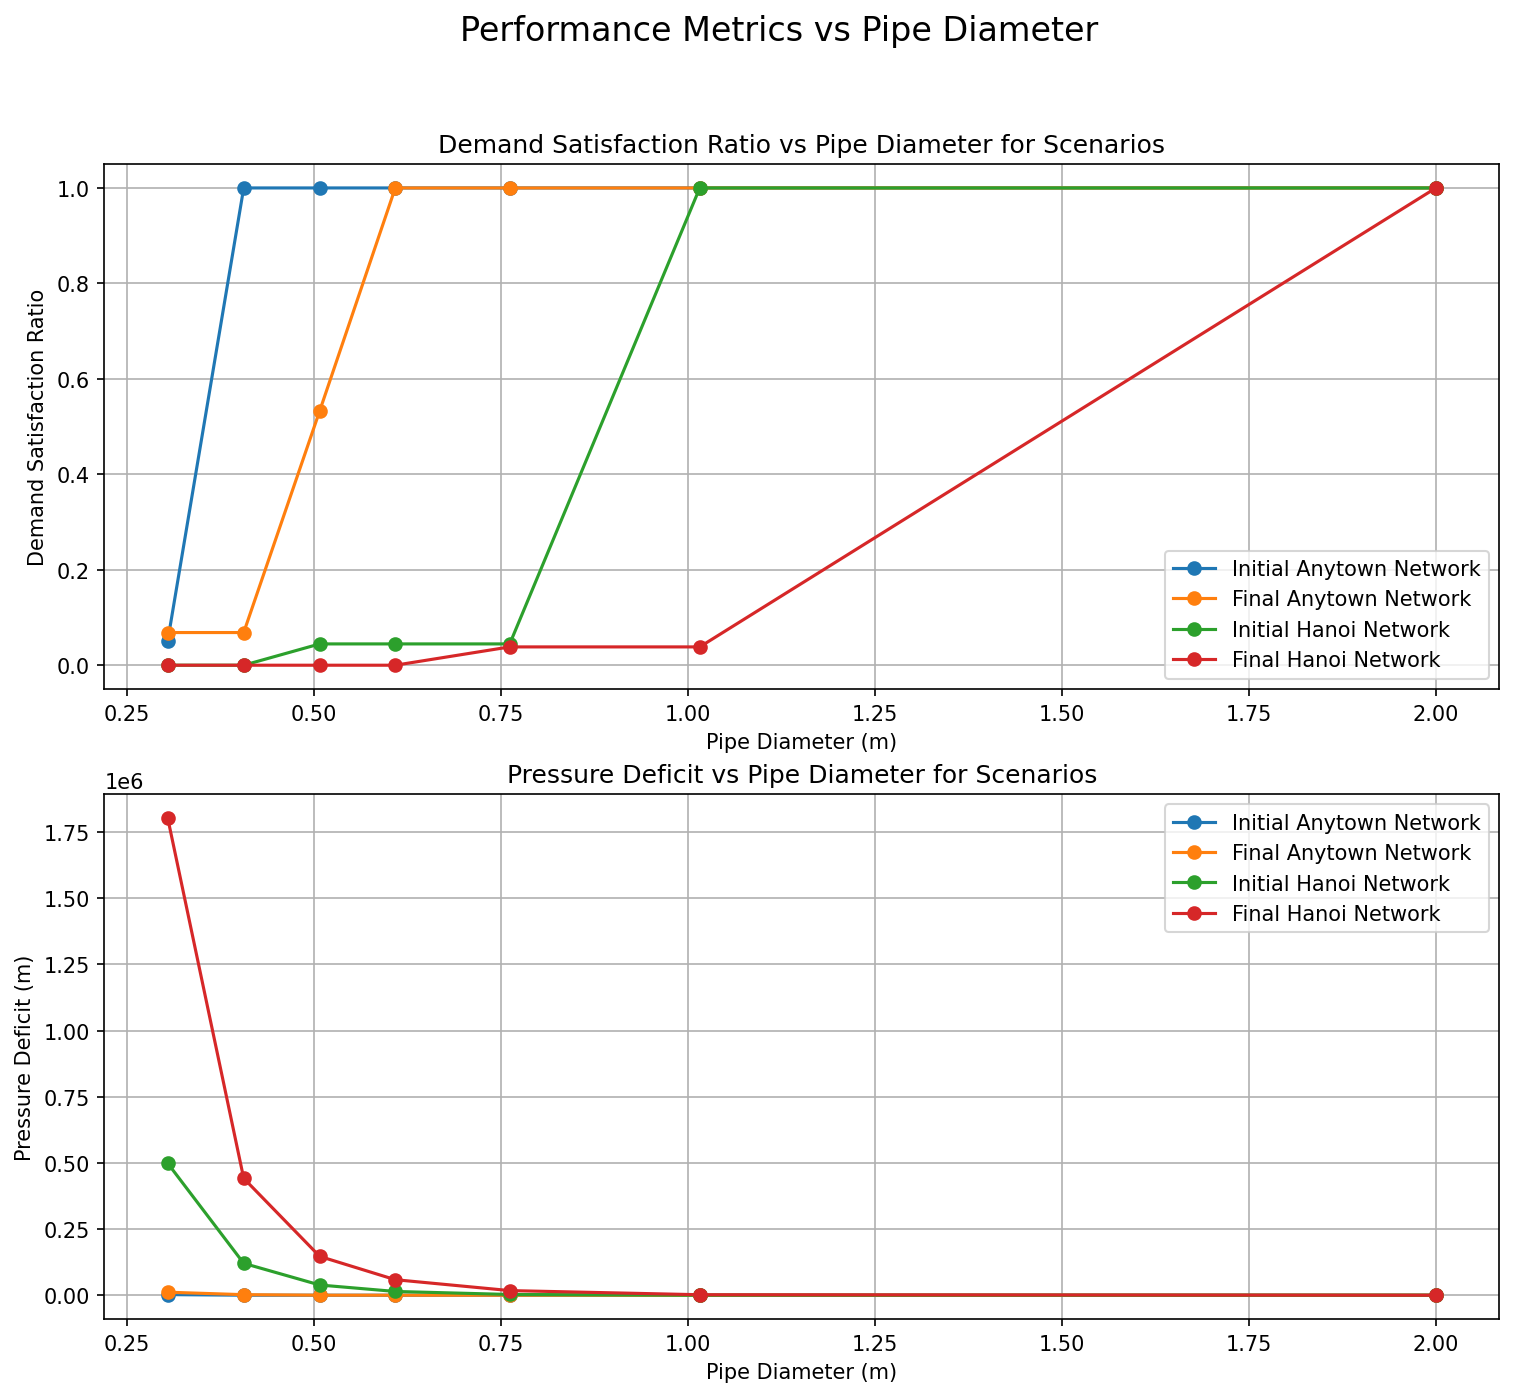 Performance Metrics vs Pipe Diameter
Demand Satisfaction Ratio vs Pipe Diameter for Scenarios
Demand Satisfaction Ratio
1.0
0.8
0.6
0.4
0.2
0.0
Initial Anytown Network
Final Anytown Network
Initial Hanoi Network
Final Hanoi Network
0.25 0.50 0.75 1.00 1.25 1.50 1.75 2.00
Pipe Diameter (m)
Pressure Deficit vs Pipe Diameter for Scenarios
1e6
Pressure Deficit (m)
1.75
1.50
1.25
1.00
0.75
0.50
0.25
0.00
Initial Anytown Network
Final Anytown Network
Initial Hanoi Network
Final Hanoi Network
0.25 0.50 0.75 1.00 1.25 1.50 1.75 2.00
Pipe Diameter (m)